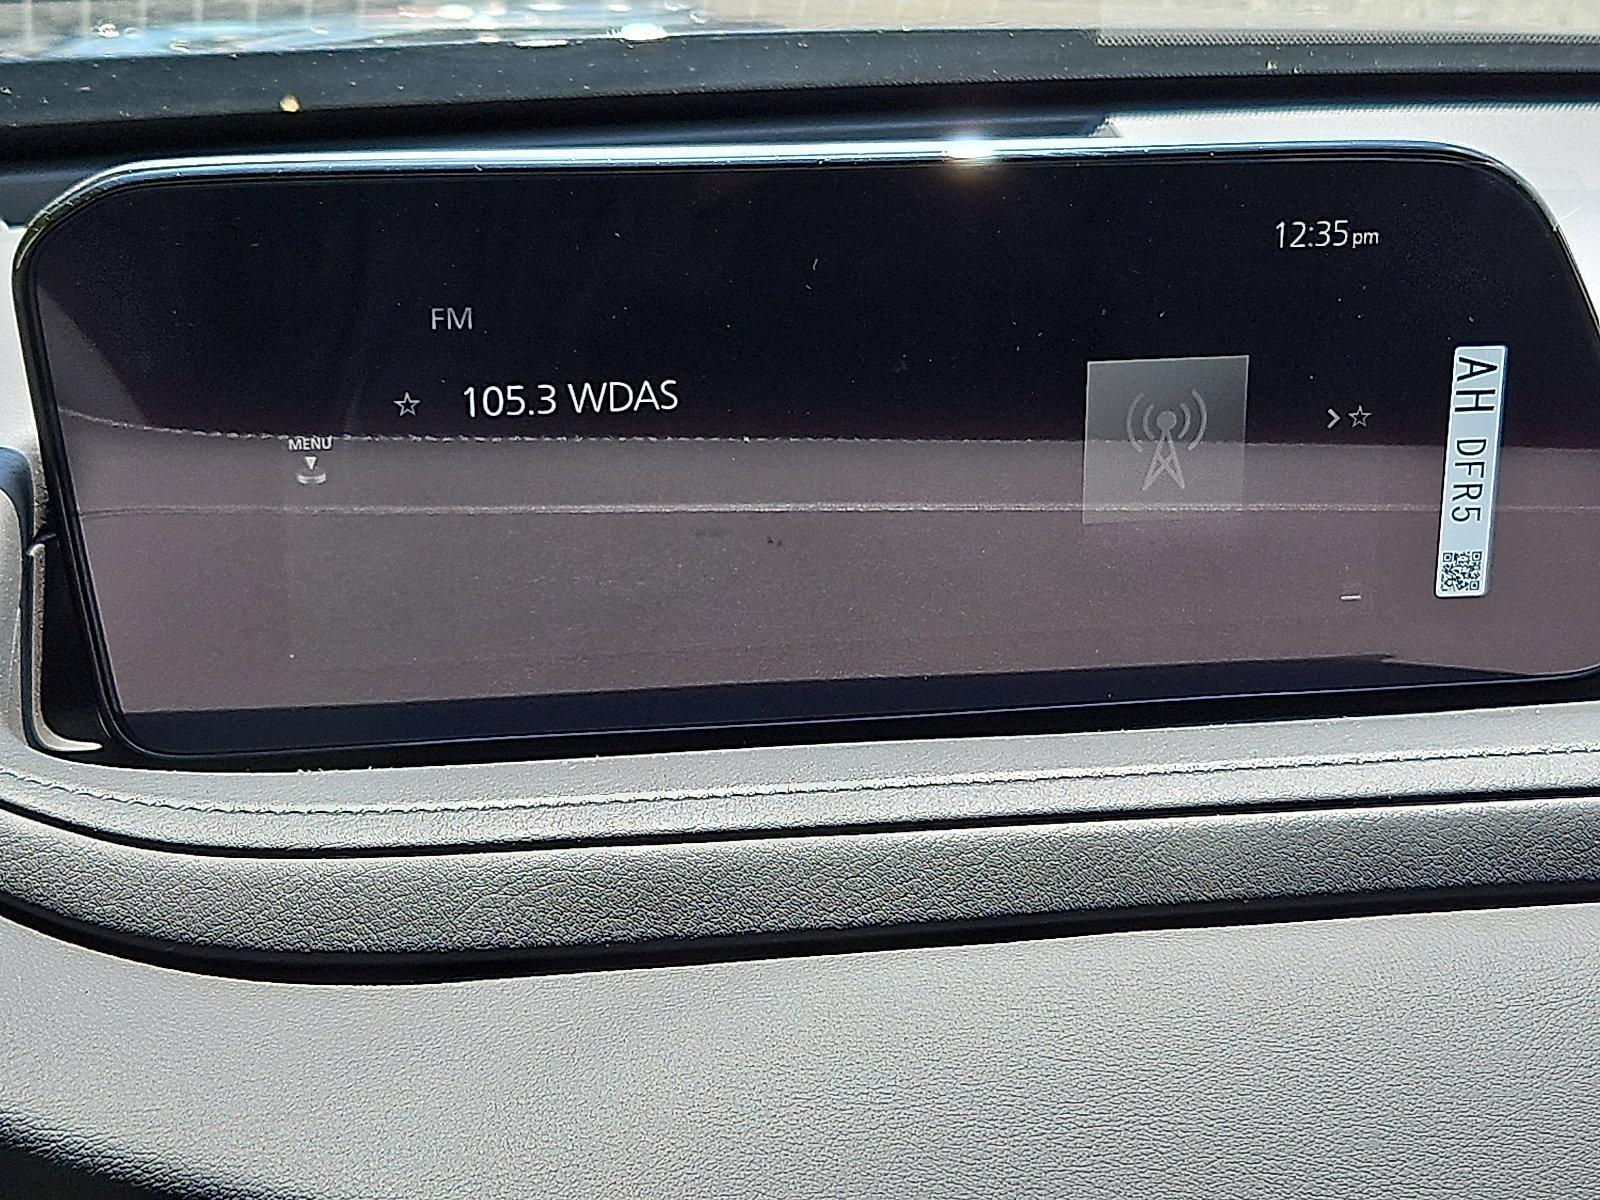 12:35pm
FM
105.3 WDAS
MENU
AH DFR5